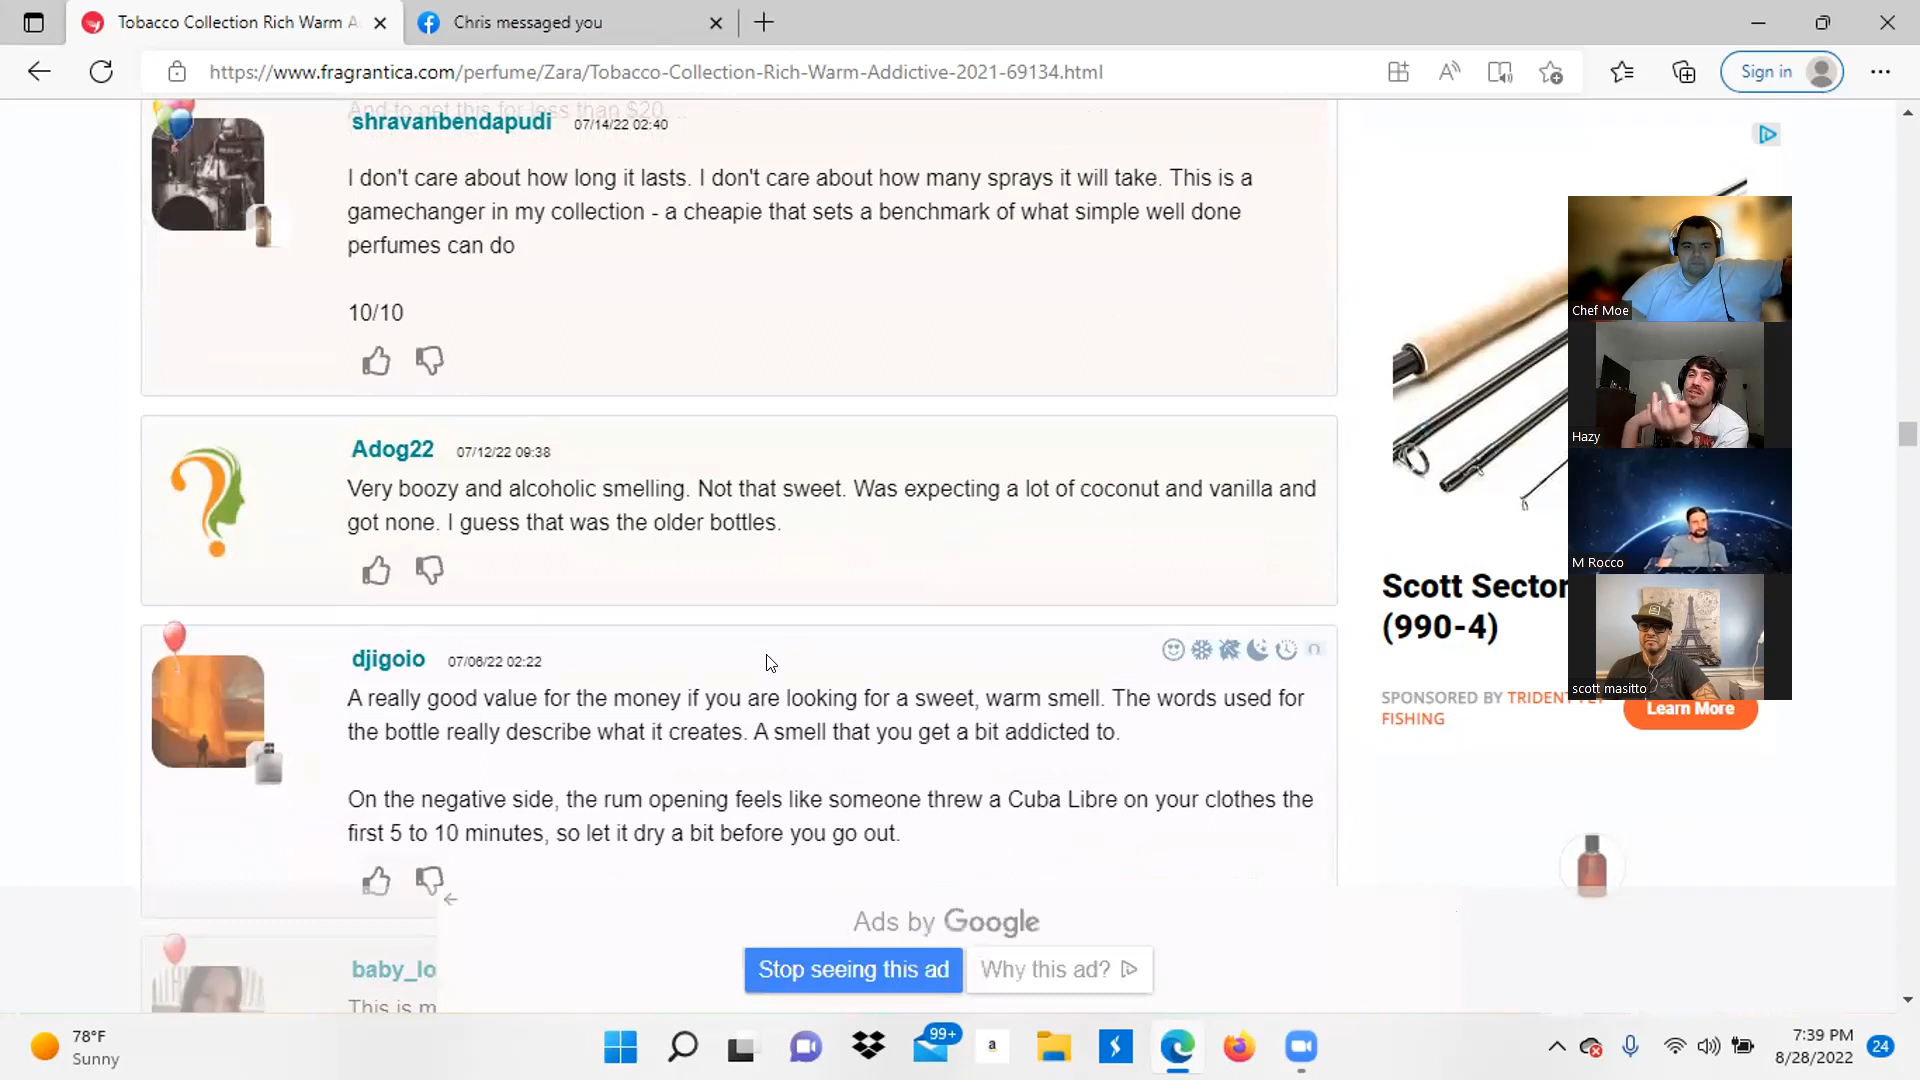 Tobacco Collection Rich Warm A
Chris messaged you
https://www.fragrantica.com/perfume/Zara/Tobacco-Collection-Rich-Warm-Addictive-2021-69134.html
Sign in
And to get this for less than $20...
shravanbendapudi 07/14/22 02:40
I don't care about how long it lasts. I don't care about how many sprays it will take. This is a
gamechanger in my collection - a cheapie that sets a benchmark of what simple well done
perfumes can do
10/10
Adog22 07/12/22 09:38
Very boozy and alcoholic smelling. Not that sweet. Was expecting a lot of coconut and vanilla and
got none. I guess that was the older bottles.
djigoio 07/06/22 02:22
A really good value for the money if you are looking for a sweet, warm smell. The words used for
the bottle really describe what it creates. A smell that you get a bit addicted to.
On the negative side, the rum opening feels like someone threw a Cuba Libre on your clothes the
first 5 to 10 minutes, so let it dry a bit before you go out.
baby_lo
This is m
Chef Moe
Hazy
M Rocco
scott masitto
Scott Sector
(990-4)
SPONSORED BY TRIDENT FLY
FISHING
Learn More
Ads by Google
Stop seeing this ad
Why this ad?
78°F
Sunny
99+
a
7:39 PM
8/28/2022
24